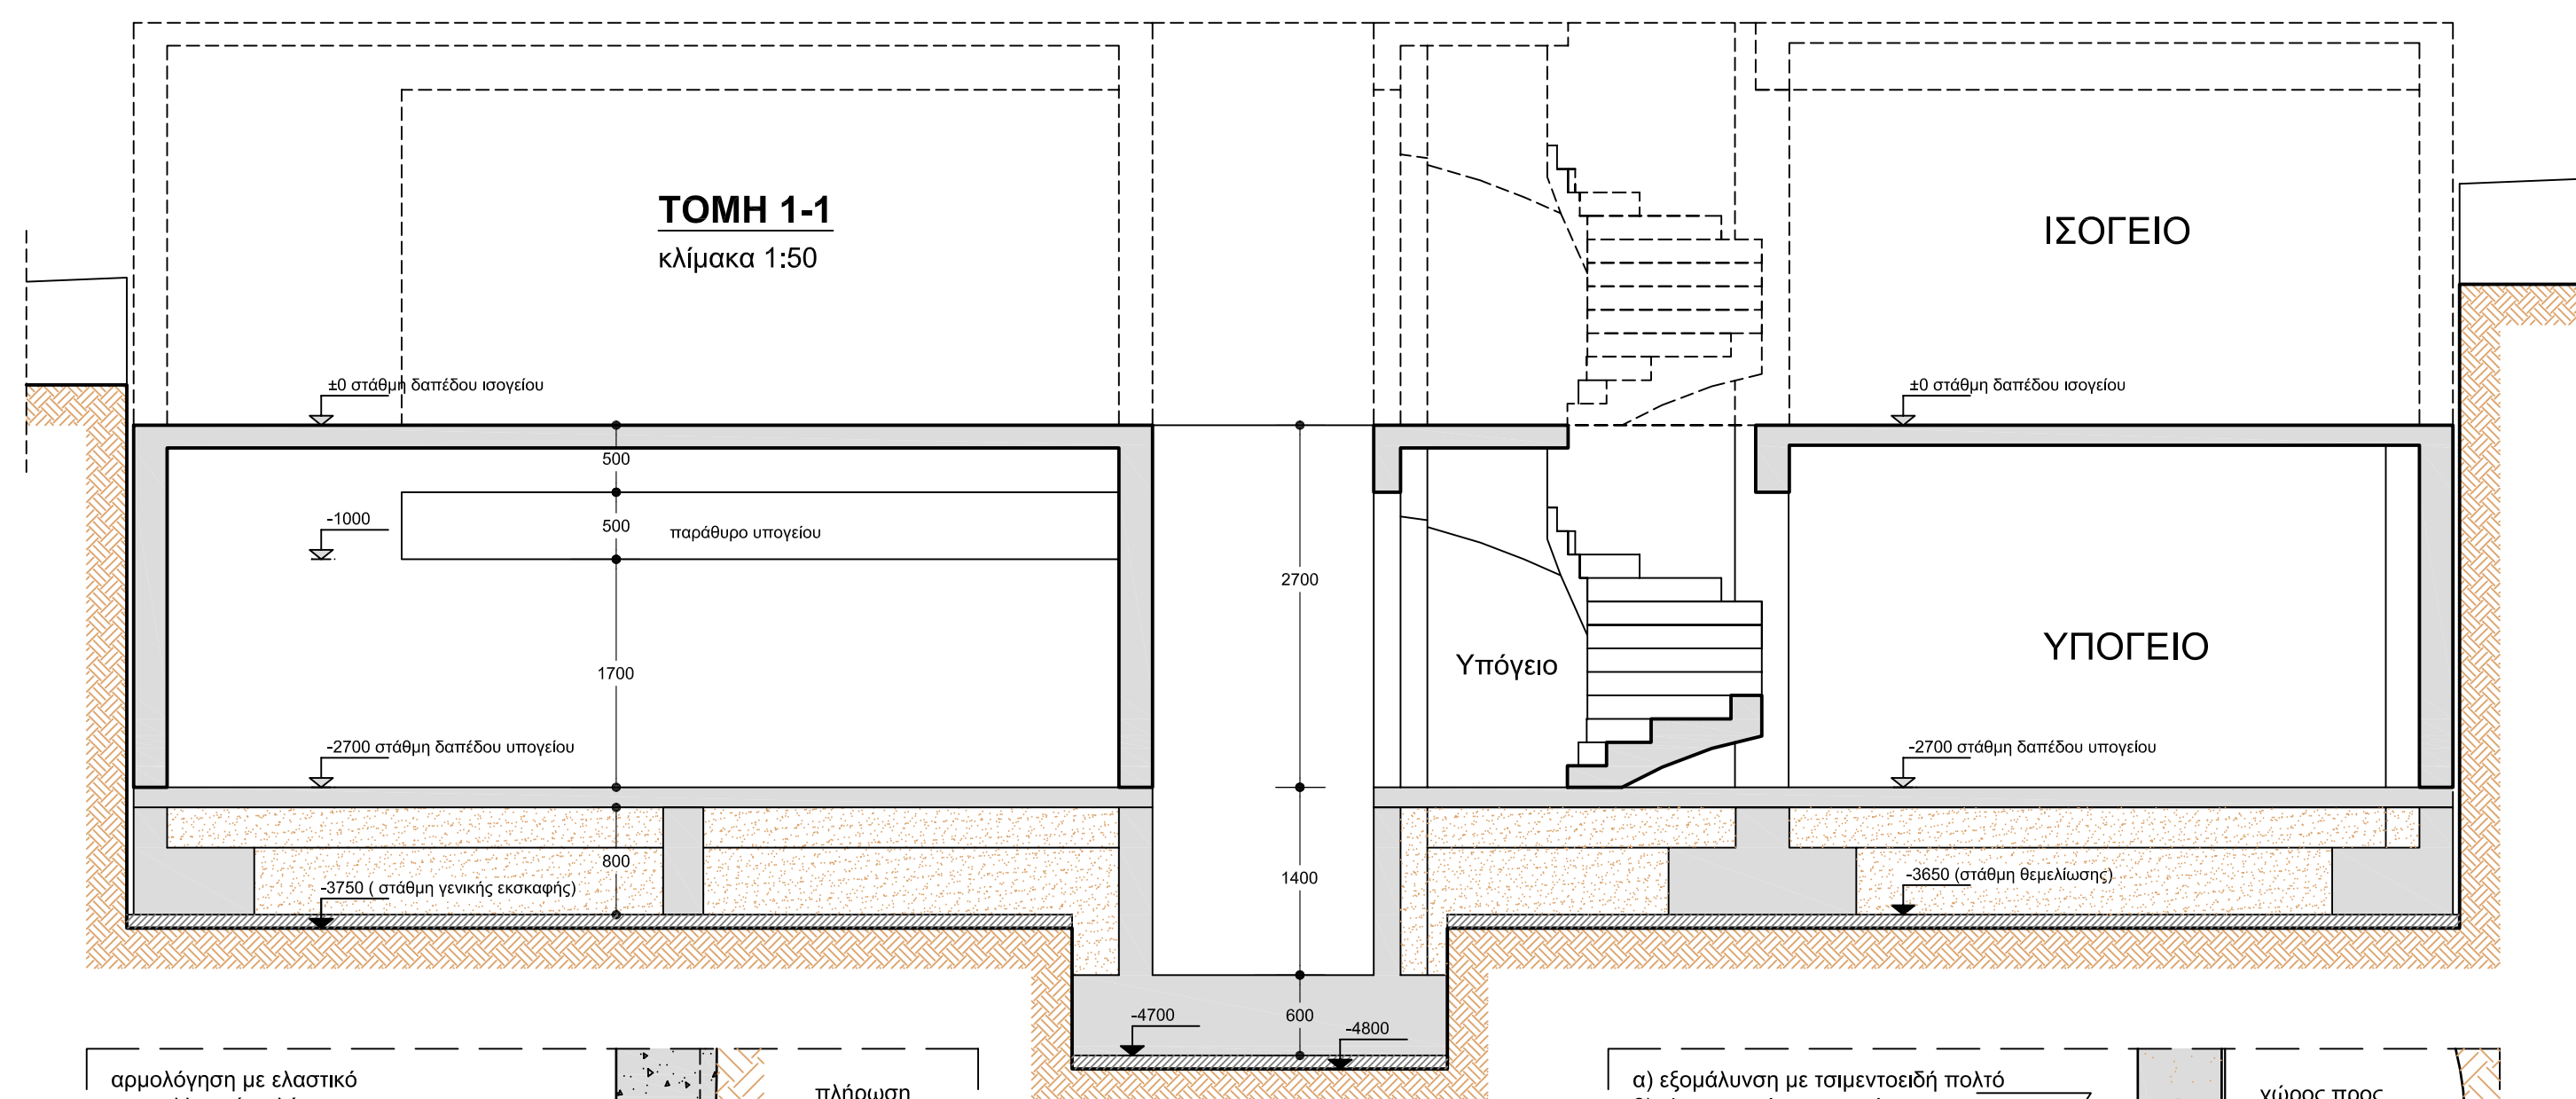 ΤΟΜΗ 1-1
κλίμακα 1:50
ΙΣΟΓΕΙΟ
±0 στάθμη δαπέδου ισογείου
±0 στάθμη δαπέδου ισογείου
500
-1000
500
παράθυρο υπογείου
2700
1700
Υπόγειο
ΥΠΟΓΕΙΟ
-2700 στάθμη δαπέδου υπογείου
-2700 στάθμη δαπέδου υπογείου
800
-3750 ( στάθμη γενικής εκσκαφής)
1400
-3650 (στάθμη θεμελίωσης)
-4700
600
-4800
αρμολόγηση με ελαστικό
πλήρωση
α) εξομάλυνση με τσιμεντοειδή πολτό
χώρος προς